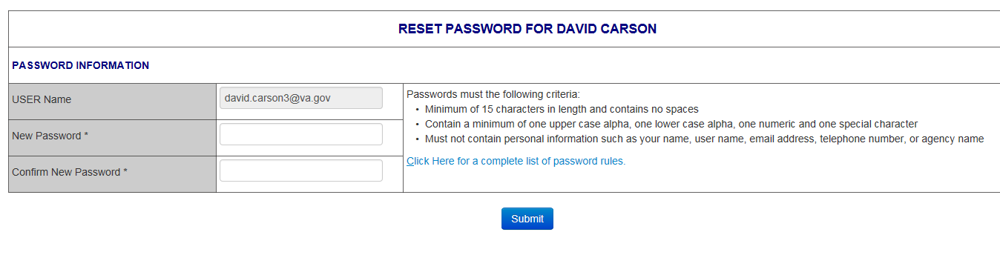 RESET PASSWORD FOR DAVID CARSON
PASSWORD INFORMATION
USER Name
david.carson3@va.gov
New Password *
Confirm New Password *
Passwords must the following criteria:
• Minimum of 15 characters in length and contains no spaces
• Contain a minimum of one upper case alpha, one lower case alpha, one numeric and one special character
• Must not contain personal information such as your name, user name, email address, telephone number, or agency name
Click Here for a complete list of password rules.
Submit